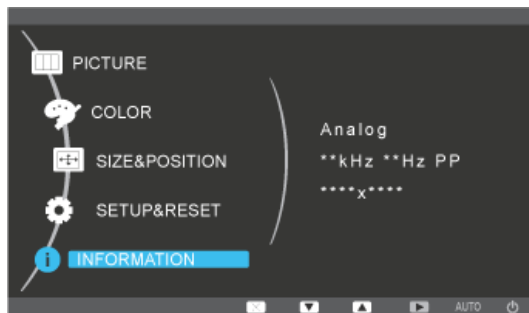 PICTURE
COLOR
SIZE&POSITION
SETUP&RESET
INFORMATION
Analog
**kHz **Hz PP
****x****
AUTO